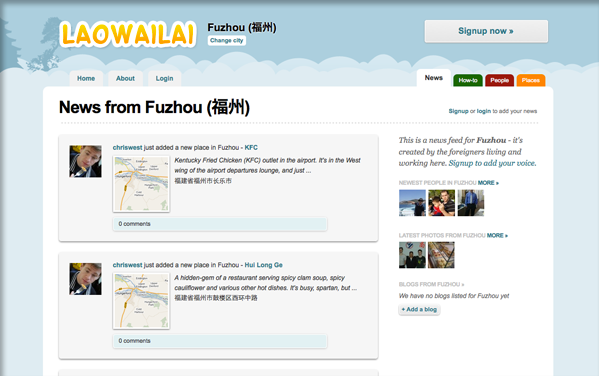 LAOWAILAI
Fuzhou (福州)
Change city
Signup now »
Home
About
Login
News
How-to
People
Places
News from Fuzhou (福州)
Signup or login to add your news
chriswest just added a new place in Fuzhou - KFC
Kentucky Fried Chicken (KFC) outlet in the airport. It's in the West
wing of the airport departures lounge, and just ...
福建省福州市长乐市
0 comments
chriswest just added a new place in Fuzhou - Hui Long Ge
A hidden-gem of a restaurant serving spicy clam soup, spicy
cauliflower and various other hot dishes. It's busy, spartan, but ...
福建省福州市鼓楼区西环中路
0 comments
This is a news feed for Fuzhou - it's
created by the foreigners living and
working here. Signup to add your voice.
NEWEST PEOPLE IN FUZHOU MORE »
LATEST PHOTOS FROM FUZHOU MORE »
BLOGS FROM FUZHOU »
We have no blogs listed for Fuzhou yet
+ Add a blog